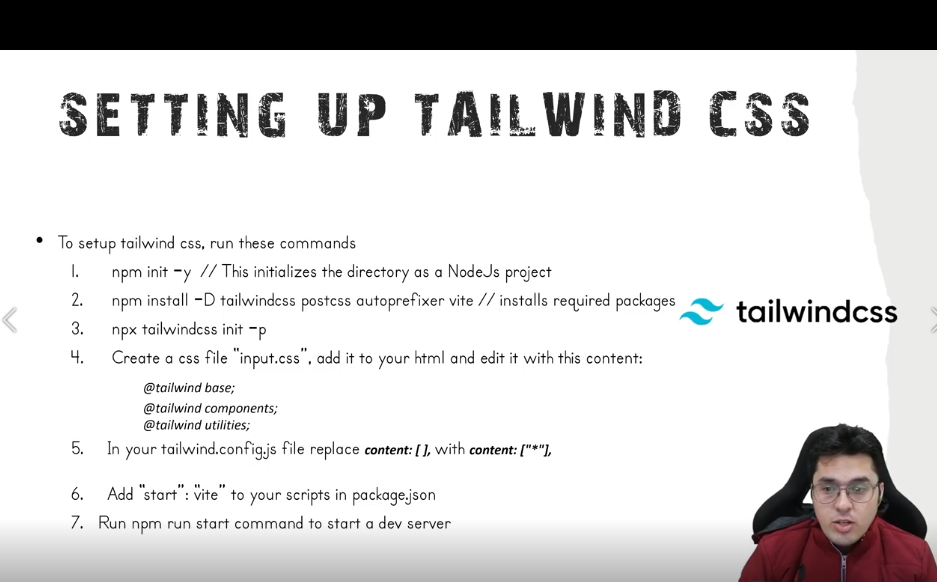 SETTING UP TAILWIND CSS
• To setup tailwind css, run these commands
1. npm init -y // This initializes the directory as a NodeJs project
2. npm install -D tailwindcss postcss autoprefixer vite // installs required packages
tailwindcss
3. npx tailwindcss init -p
4. Create a css file "input.css", add it to your html and edit it with this content:
@tailwind base;
@tailwind components;
@tailwind utilities;
5. In your tailwind.config.js file replace content: [ ], with content: ["*"],
6. Add "start": "vite" to your scripts in package.json
7. Run npm run start command to start a dev server